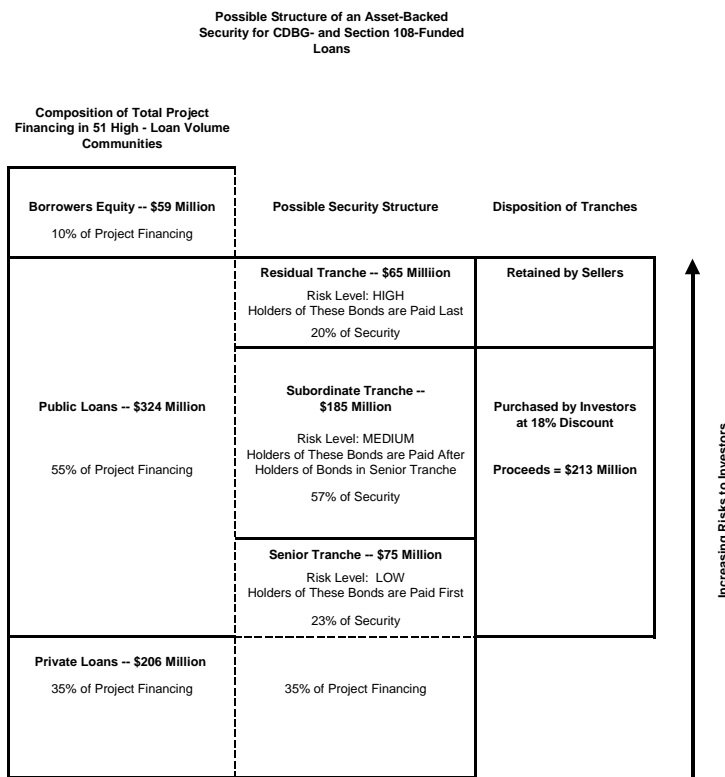 Possible Structure of an Asset-Backed
Security for CDBG- and Section 108-Funded
Loans
Composition of Total Project
Financing in 51 High - Loan Volume
Communities
Borrowers Equity -- $59 Million
10% of Project Financing
Possible Security Structure
Disposition of Tranches
Residual Tranche -- $65 Milliion
Risk Level: HIGH
Holders of These Bonds are Paid Last
20% of Security
Retained by Sellers
Public Loans -- $324 Million
55% of Project Financing
Subordinate Tranche --
$185 Million
Risk Level: MEDIUM
Holders of These Bonds are Paid After
Holders of Bonds in Senior Tranche
57% of Security
Purchased by Investors
at 18% Discount
Proceeds = $213 Million
Senior Tranche -- $75 Million
Risk Level:  LOW
Holders of These Bonds are Paid First
23% of Security
Private Loans -- $206 Million
35% of Project Financing
35% of Project Financing
Increasing Risks to Investors